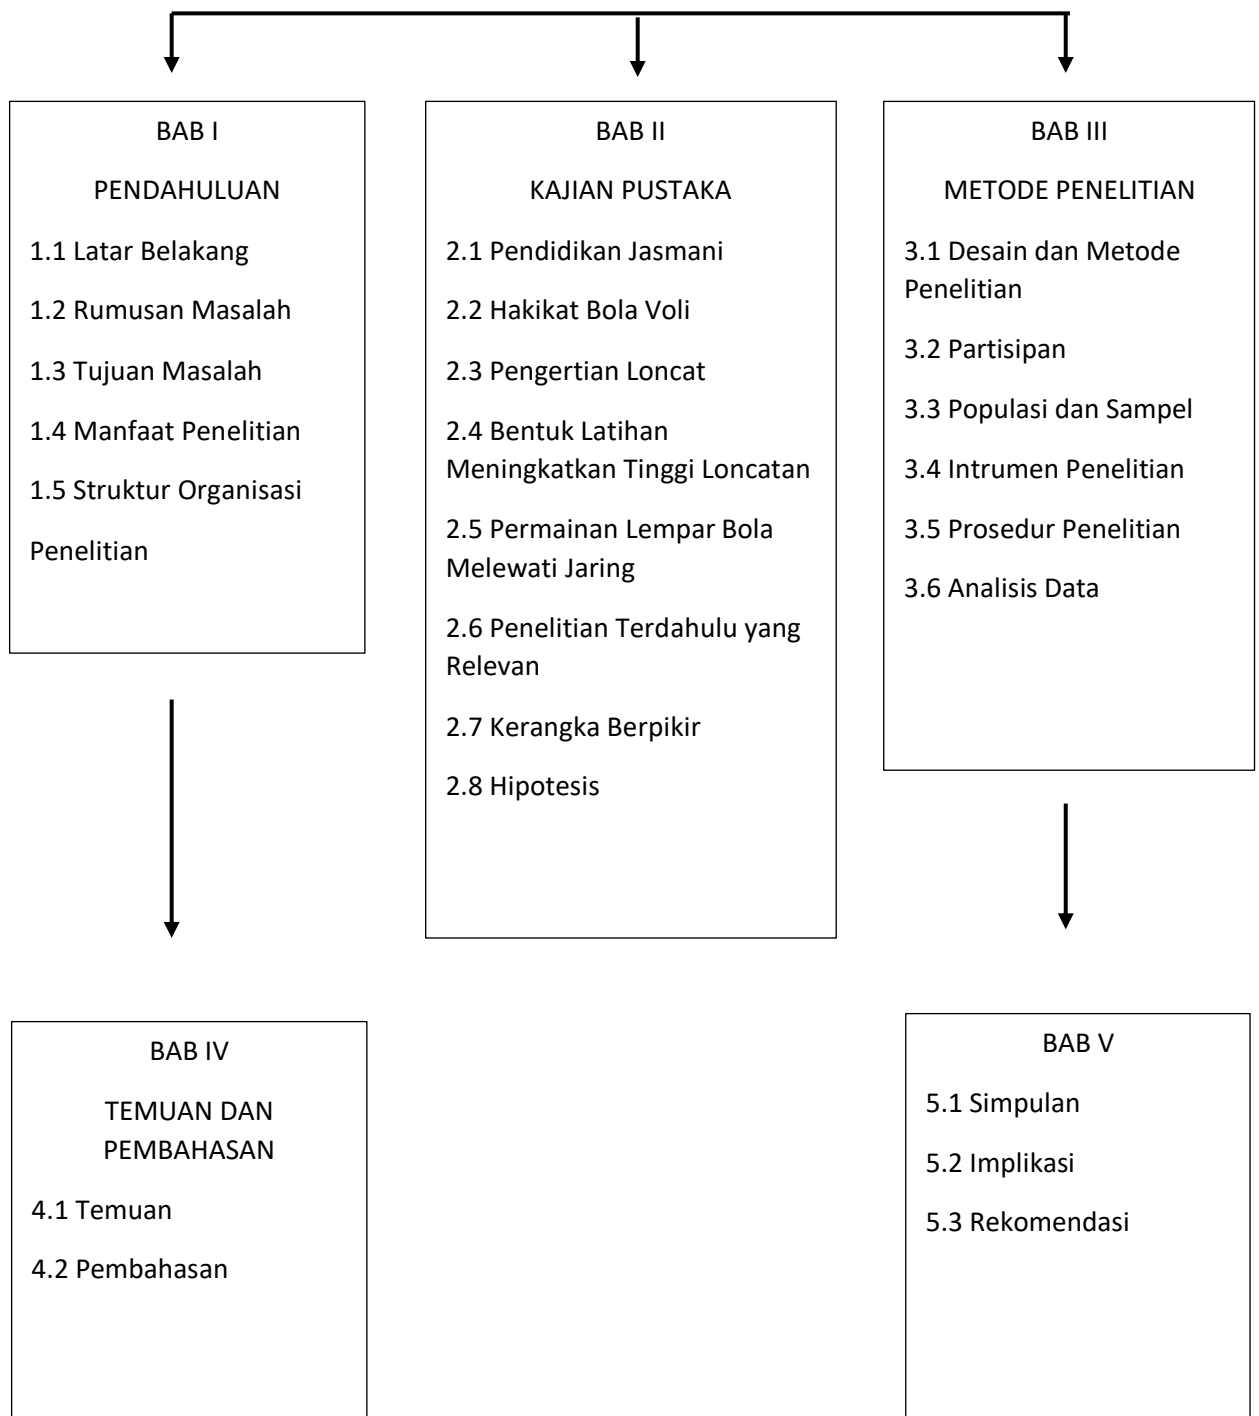 BAB I
PENDAHULUAN
1.1 Latar Belakang
1.2 Rumusan Masalah
1.3 Tujuan Masalah
1.4 Manfaat Penelitian
1.5 Struktur Organisasi
Penelitian
BAB II
KAJIAN PUSTAKA
2.1 Pendidikan Jasmani
2.2 Hakikat Bola Voli
2.3 Pengertian Loncat
2.4 Bentuk Latihan
Meningkatkan Tinggi Loncatan
2.5 Permainan Lempar Bola
Melewati Jaring
2.6 Penelitian Terdahulu yang
Relevan
2.7 Kerangka Berpikir
2.8 Hipotesis
BAB III
METODE PENELITIAN
3.1 Desain dan Metode
Penelitian
3.2 Partisipan
3.3 Populasi dan Sampel
3.4 Intrumen Penelitian
3.5 Prosedur Penelitian
3.6 Analisis Data
BAB IV
TEMUAN DAN
PEMBAHASAN
4.1 Temuan
4.2 Pembahasan
BAB V
5.1 Simpulan
5.2 Implikasi
5.3 Rekomendasi